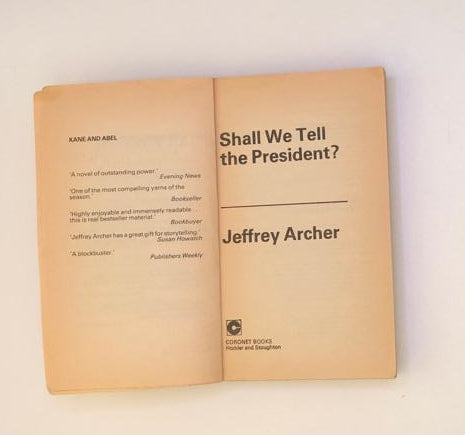 KANE AND ABEL
'A novel of outstanding power.'
Evening News
'One of the most compelling yarns of the
season.'
Bookseller
'Highly enjoyable and immensely readable
this is real bestseller material.'
Bookbuyer
'Jeffrey Archer has a great gift for storytelling.'
Susan Howatch
'A blockbuster.'
Publishers Weekly
Shall We Tell
the President?
Jeffrey Archer
CORONET BOOKS
Hodder and Stoughton